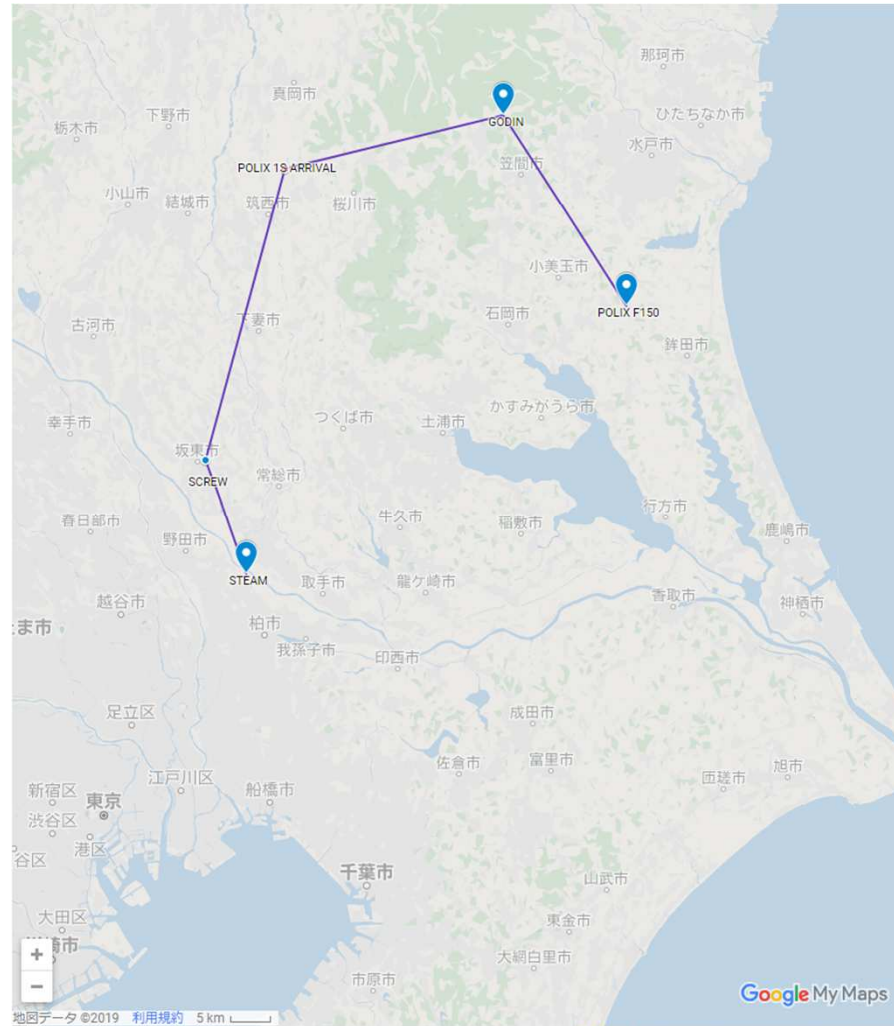 那珂市
真岡市
下野市
GODIN
ひたちなか市
栃木市
水戸市
笠間市
POLIX 1S ARRIVAL
小山市
結城市
筑西市
桜川市
小美玉市
石岡市
POLIX F150
古河市
下妻市
鉾田市
かすみがうら市
つくば市
土浦市
幸手市
坂東市
常総市
SCREW
行方市
牛久市
稲敷市
春日部市
野田市
鹿嶋市
STEAM
取手市
龍ケ崎市
香取市
神栖市
越谷市
ま市
柏市
我孫子市
印西市
足立区
成田市
佐倉市
富里市
旭市
匝瑳市
新宿区
江戸川区
船橋市
東京
渋谷区
港区
谷区
千葉市
山武市
大田区
東金市
崎市
大網白里市
市原市
+
−
Google My Maps
地図データ ©2019 利用規約 5 km